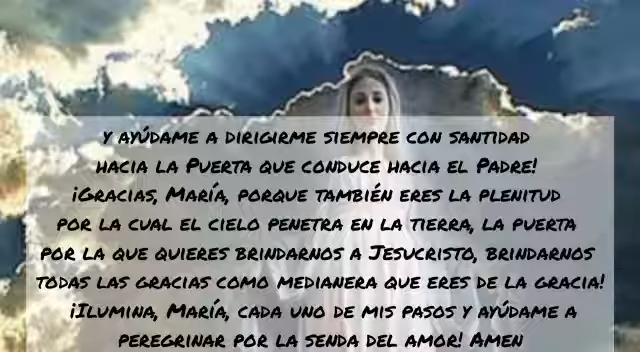 y ayúdame a dirigirme siempre con santidad
hacia la Puerta que conduce hacia el Padre!
¡Gracias, María, porque también eres la plenitud
por la cual el cielo penetra en la tierra, la puerta
por la que quieres brindarnos a Jesucristo, brindarnos
todas las gracias como medianera que eres de la gracia!
¡Ilumina, María, cada uno de mis pasos y ayúdame a
peregrinar por la senda del amor! Amen